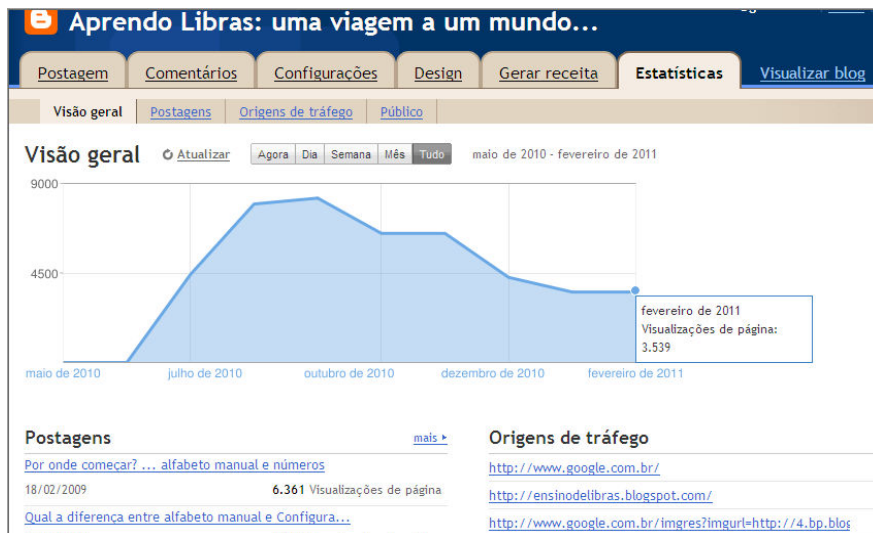 Aprendo Libras: uma viagem a um mundo...
Postagem Comentários Configurações Design Gerar receita Estatísticas Visualizar blog
Visão geral Postagens Origens de tráfego Público
Visão geral Atualizar Agora Dia Semana Mês Tudo maio de 2010 - fevereiro de 2011
9000
4500
fevereiro de 2011
Visualizações de página:
3.539
maio de 2010 julho de 2010 outubro de 2010 dezembro de 2010 fevereiro de 2011
Postagens mais
Origens de tráfego
Por onde começar? ... alfabeto manual e números
18/02/2009 6.361 Visualizações de página
Qual a diferença entre alfabeto manual e Configura...
http://www.google.com.br/
http://ensinodelibras.blogspot.com/
http://www.google.com.br/imgres?imgurl=http://4.bp.blog